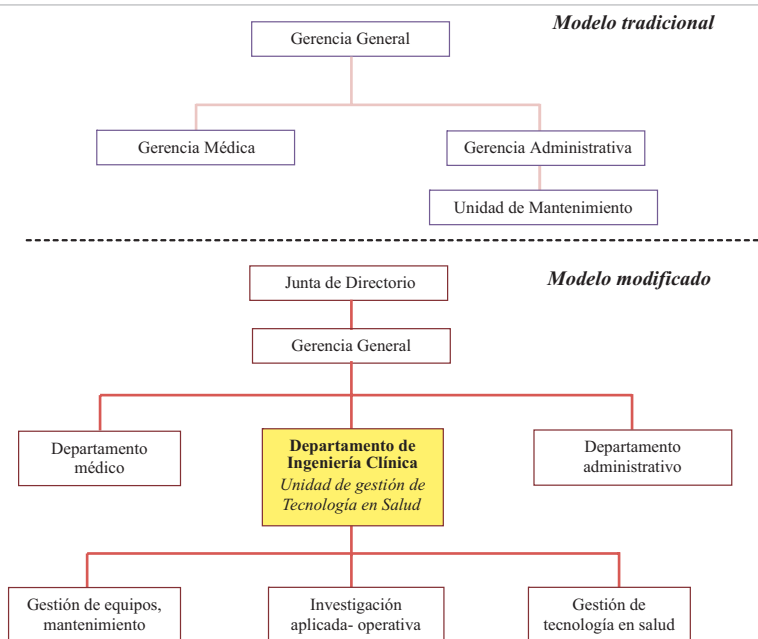 Modelo tradicional
Gerencia General
Gerencia Médica
Gerencia Administrativa
Unidad de Mantenimiento
Modelo modificado
Junta de Directorio
Gerencia General
Departamento
médico
Departamento de
Ingeniería Clínica
Unidad de gestión de
Tecnología en Salud
Departamento
administrativo
Gestión de equipos,
mantenimiento
Investigación
aplicada- operativa
Gestión de
tecnología en salud